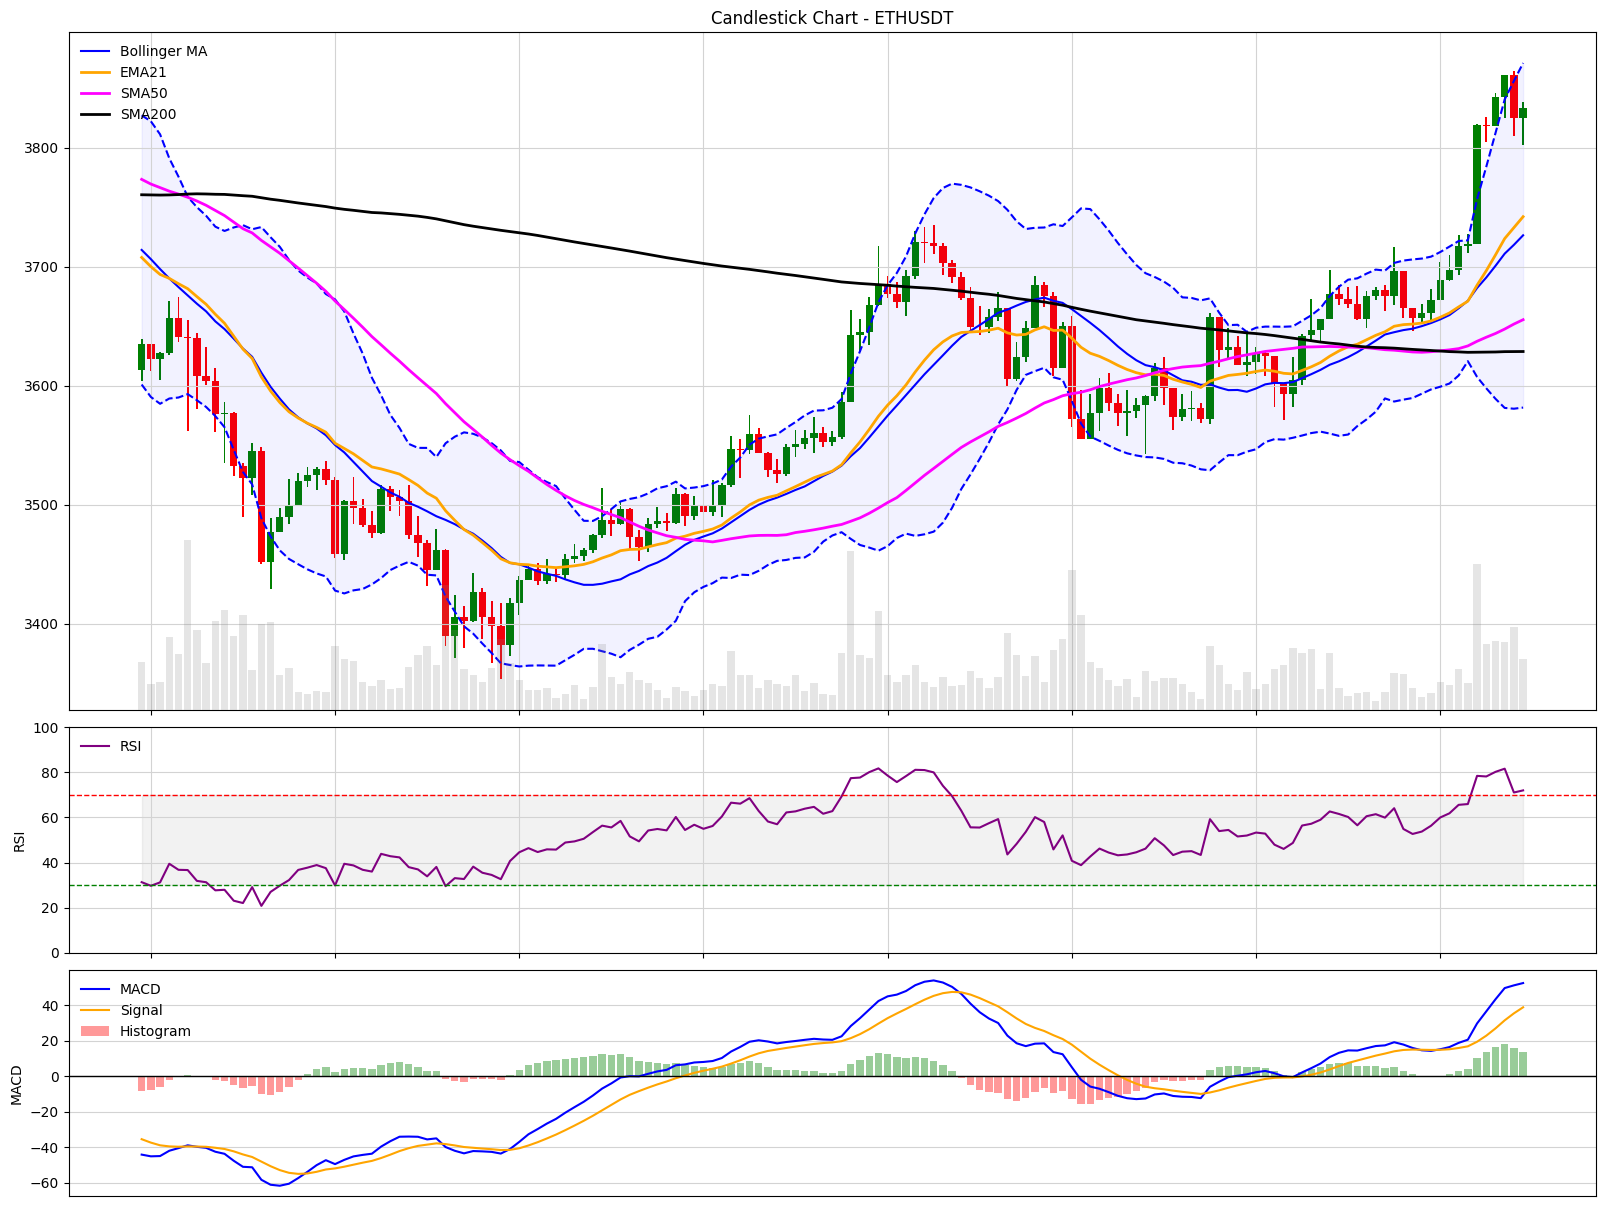 Candlestick Chart - ETHUSDT
Bollinger MA
EMA21
SMA50
SMA200
3800
3700
3600
3500
3400
RSI
100
80
60
40
20
0
RSI
MACD
Signal
Histogram
40
20
0
−20
−40
−60
MACD